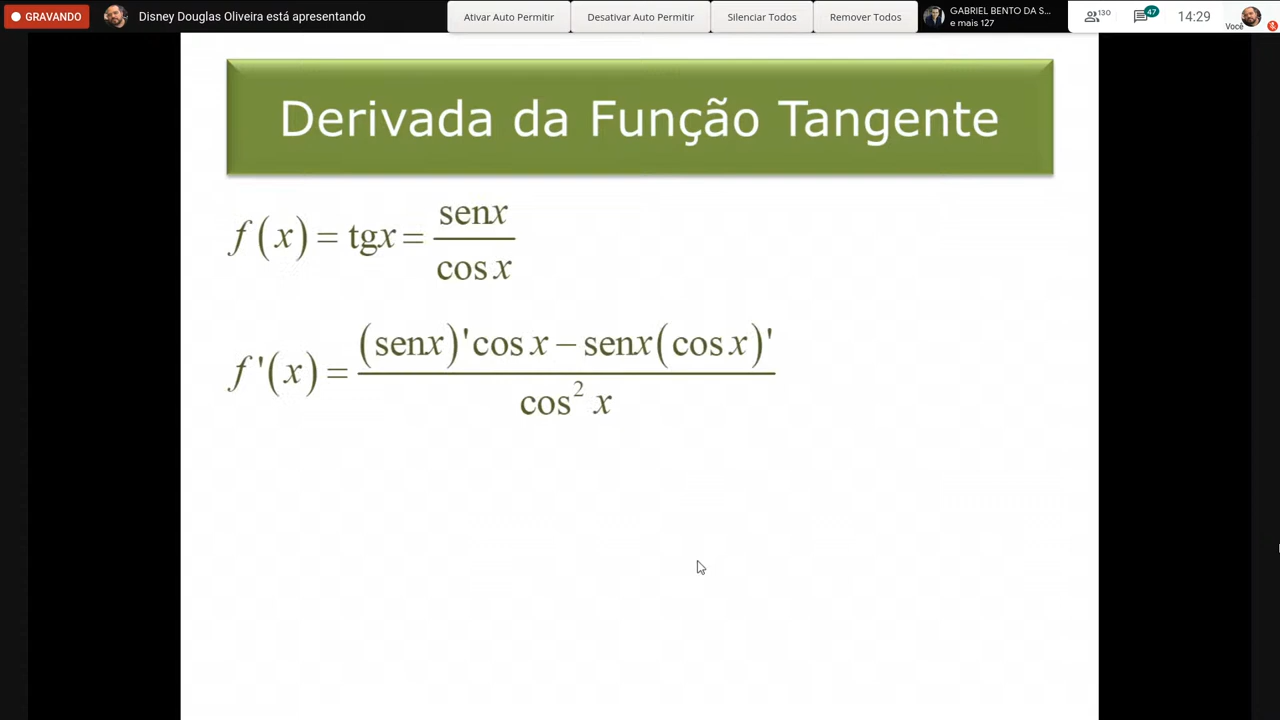 GRAVANDO Disney Douglas Oliveira está apresentando Ativar Auto Permitir Desativar Auto Permitir Silenciar Todos Remover Todos GABRIEL BENTO DA S... 130 47 14:29
e mais 127 Você
Derivada da Função Tangente
f(x) = tgx = senx / cos x
f'(x) = (senx)' cos x − senx (cos x)' / cos² x